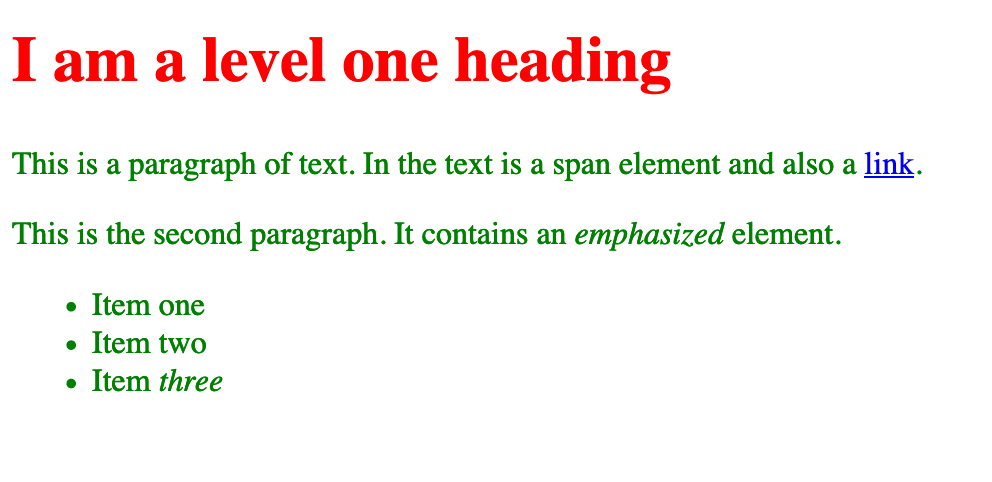 I am a level one heading
This is a paragraph of text. In the text is a span element and also a link.
This is the second paragraph. It contains an emphasized element.
Item one
Item two
Item three